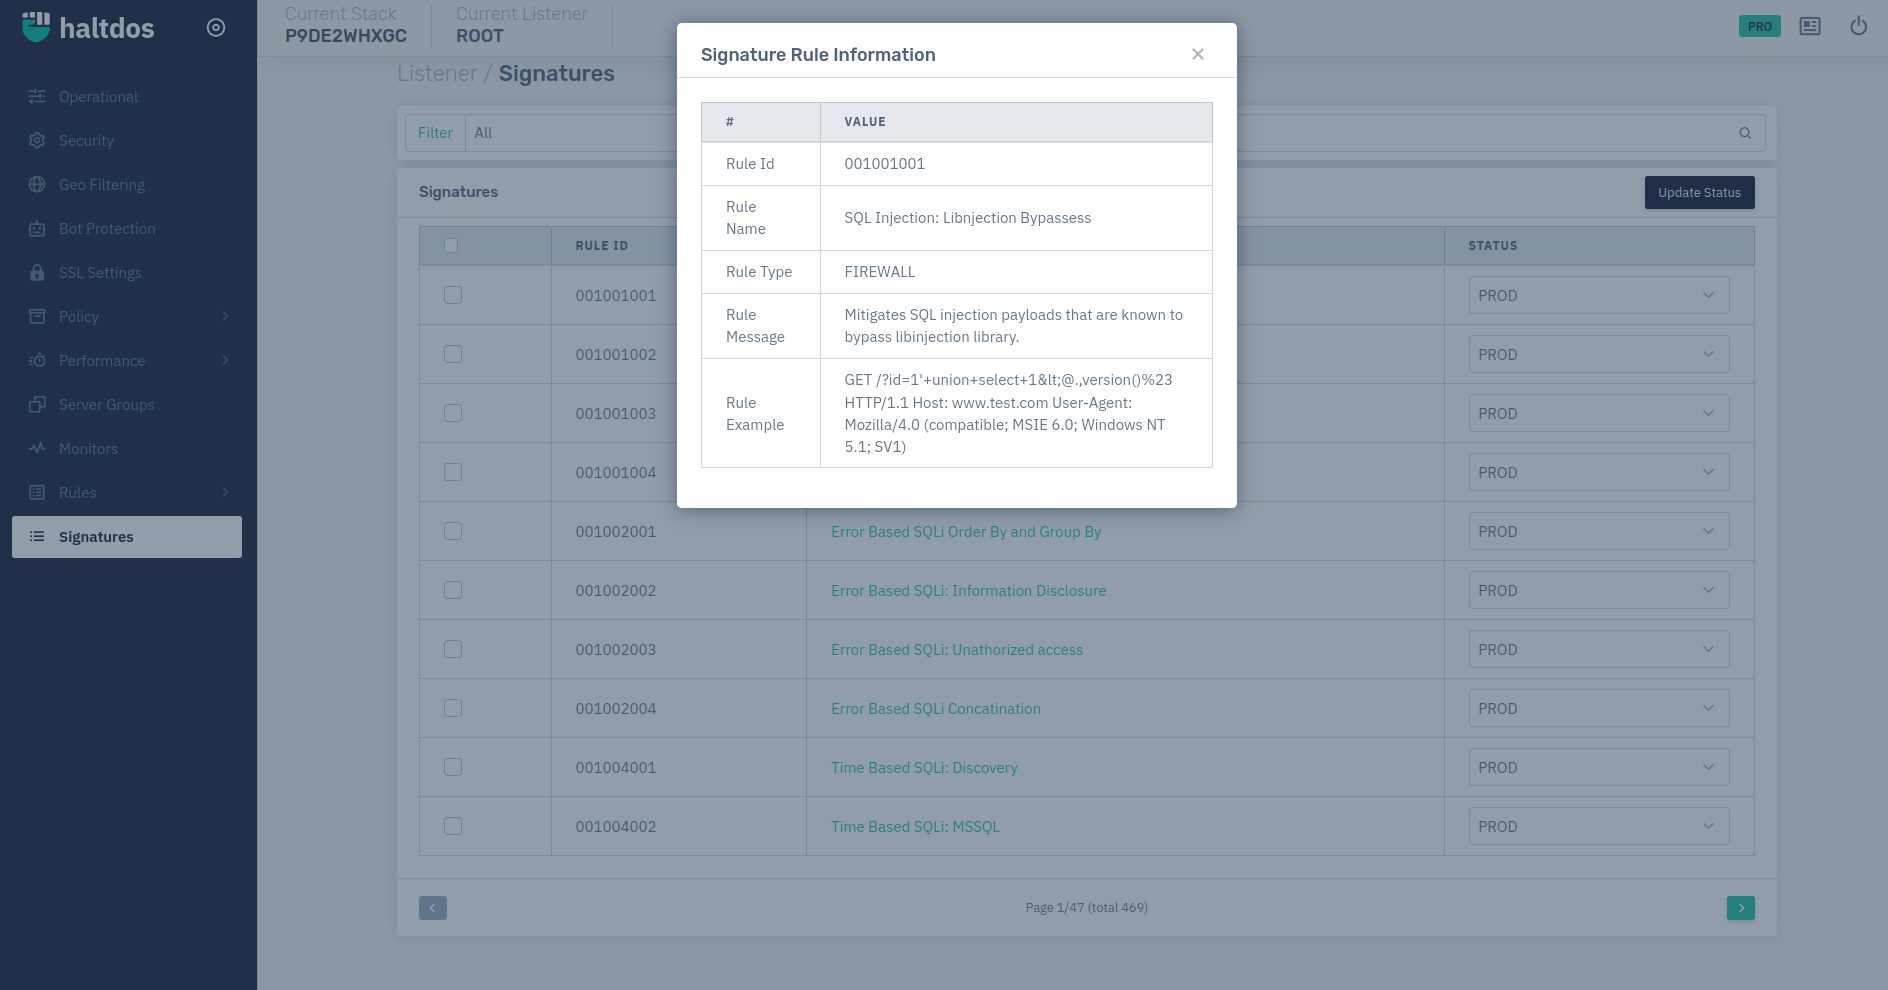 haltdos
Operational
Security
Geo Filtering
Bot Protection
SSL Settings
Policy
Performance
Server Groups
Monitors
Rules
Signatures
Current Stack
P9DE2WHXGC
Current Listener
ROOT
PRO
Listener / Signatures
Filter All
Signatures
Update Status
RULE ID STATUS
001001001 PROD
001001002 PROD
001001003 PROD
001001004 PROD
001002001 Error Based SQLi Order By and Group By PROD
001002002 Error Based SQLi: Information Disclosure PROD
001002003 Error Based SQLi: Unathorized access PROD
001002004 Error Based SQLi Concatination PROD
001004001 Time Based SQLi: Discovery PROD
001004002 Time Based SQLi: MSSQL PROD
Page 1/47 (total 469)
Signature Rule Information
# VALUE
Rule Id 001001001
Rule
Name
SQL Injection: Libnjection Bypassess
Rule Type FIREWALL
Rule
Message
Mitigates SQL injection payloads that are known to
bypass libinjection library.
Rule
Example
GET /?id=1'+union+select+1&lt;@.,version()%23
HTTP/1.1 Host: www.test.com User-Agent:
Mozilla/4.0 (compatible; MSIE 6.0; Windows NT
5.1; SV1)